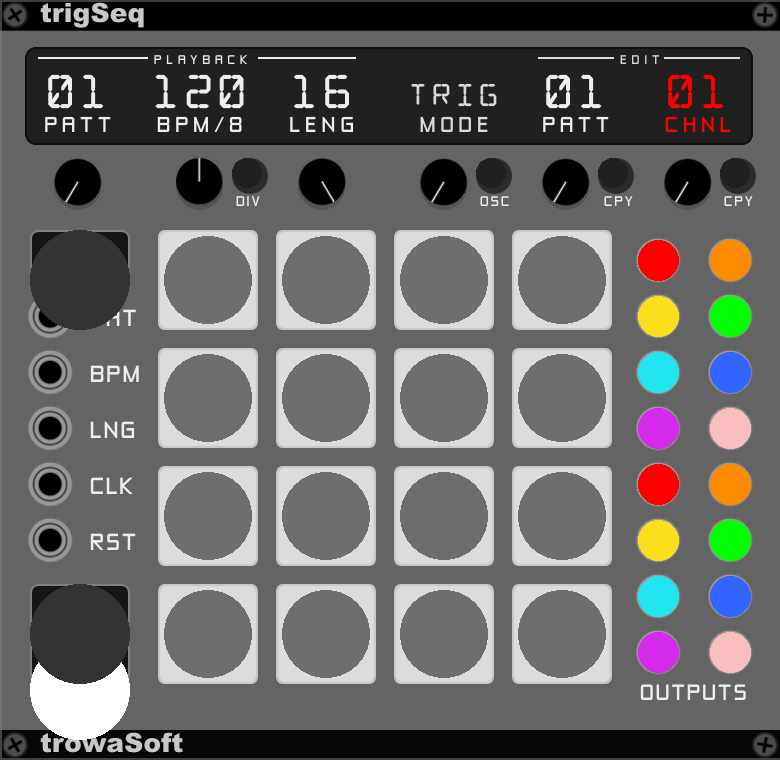 trigSeq
PLAYBACK EDIT
01 120 16 TRIG 01 01
PATT BPM/8 LENG MODE PATT CHNL
DIV OSC CPY CPY
BPM
LNG
CLK
RST
OUTPUTS
trowaSoft